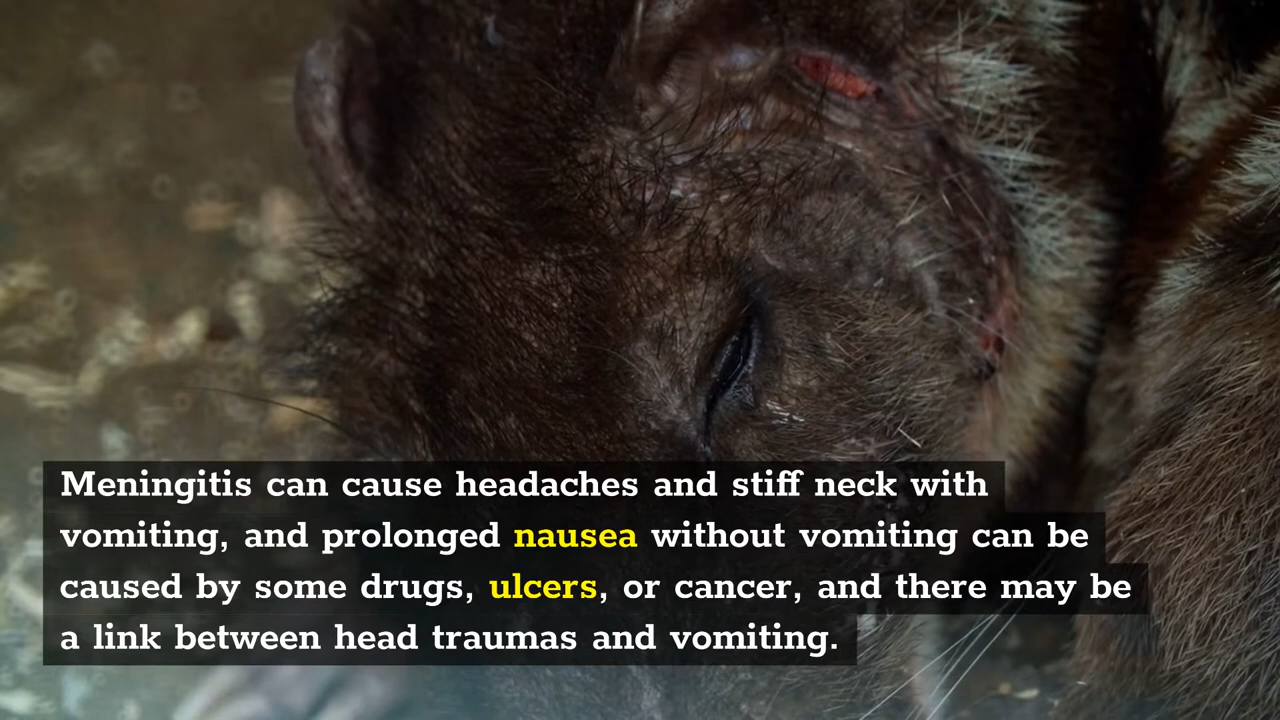 Meningitis can cause headaches and stiff neck with
vomiting, and prolonged nausea without vomiting can be
caused by some drugs, ulcers, or cancer, and there may be
a link between head traumas and vomiting.